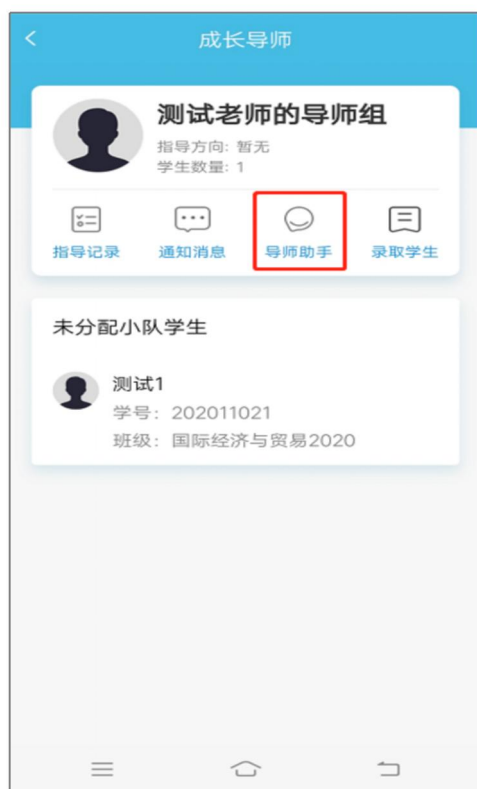 成长导师
测试老师的导师组
指导方向: 暂无
学生数量: 1
指导记录 通知消息 导师助手 录取学生
未分配小队学生
测试1
学号: 202011021
班级: 国际经济与贸易2020